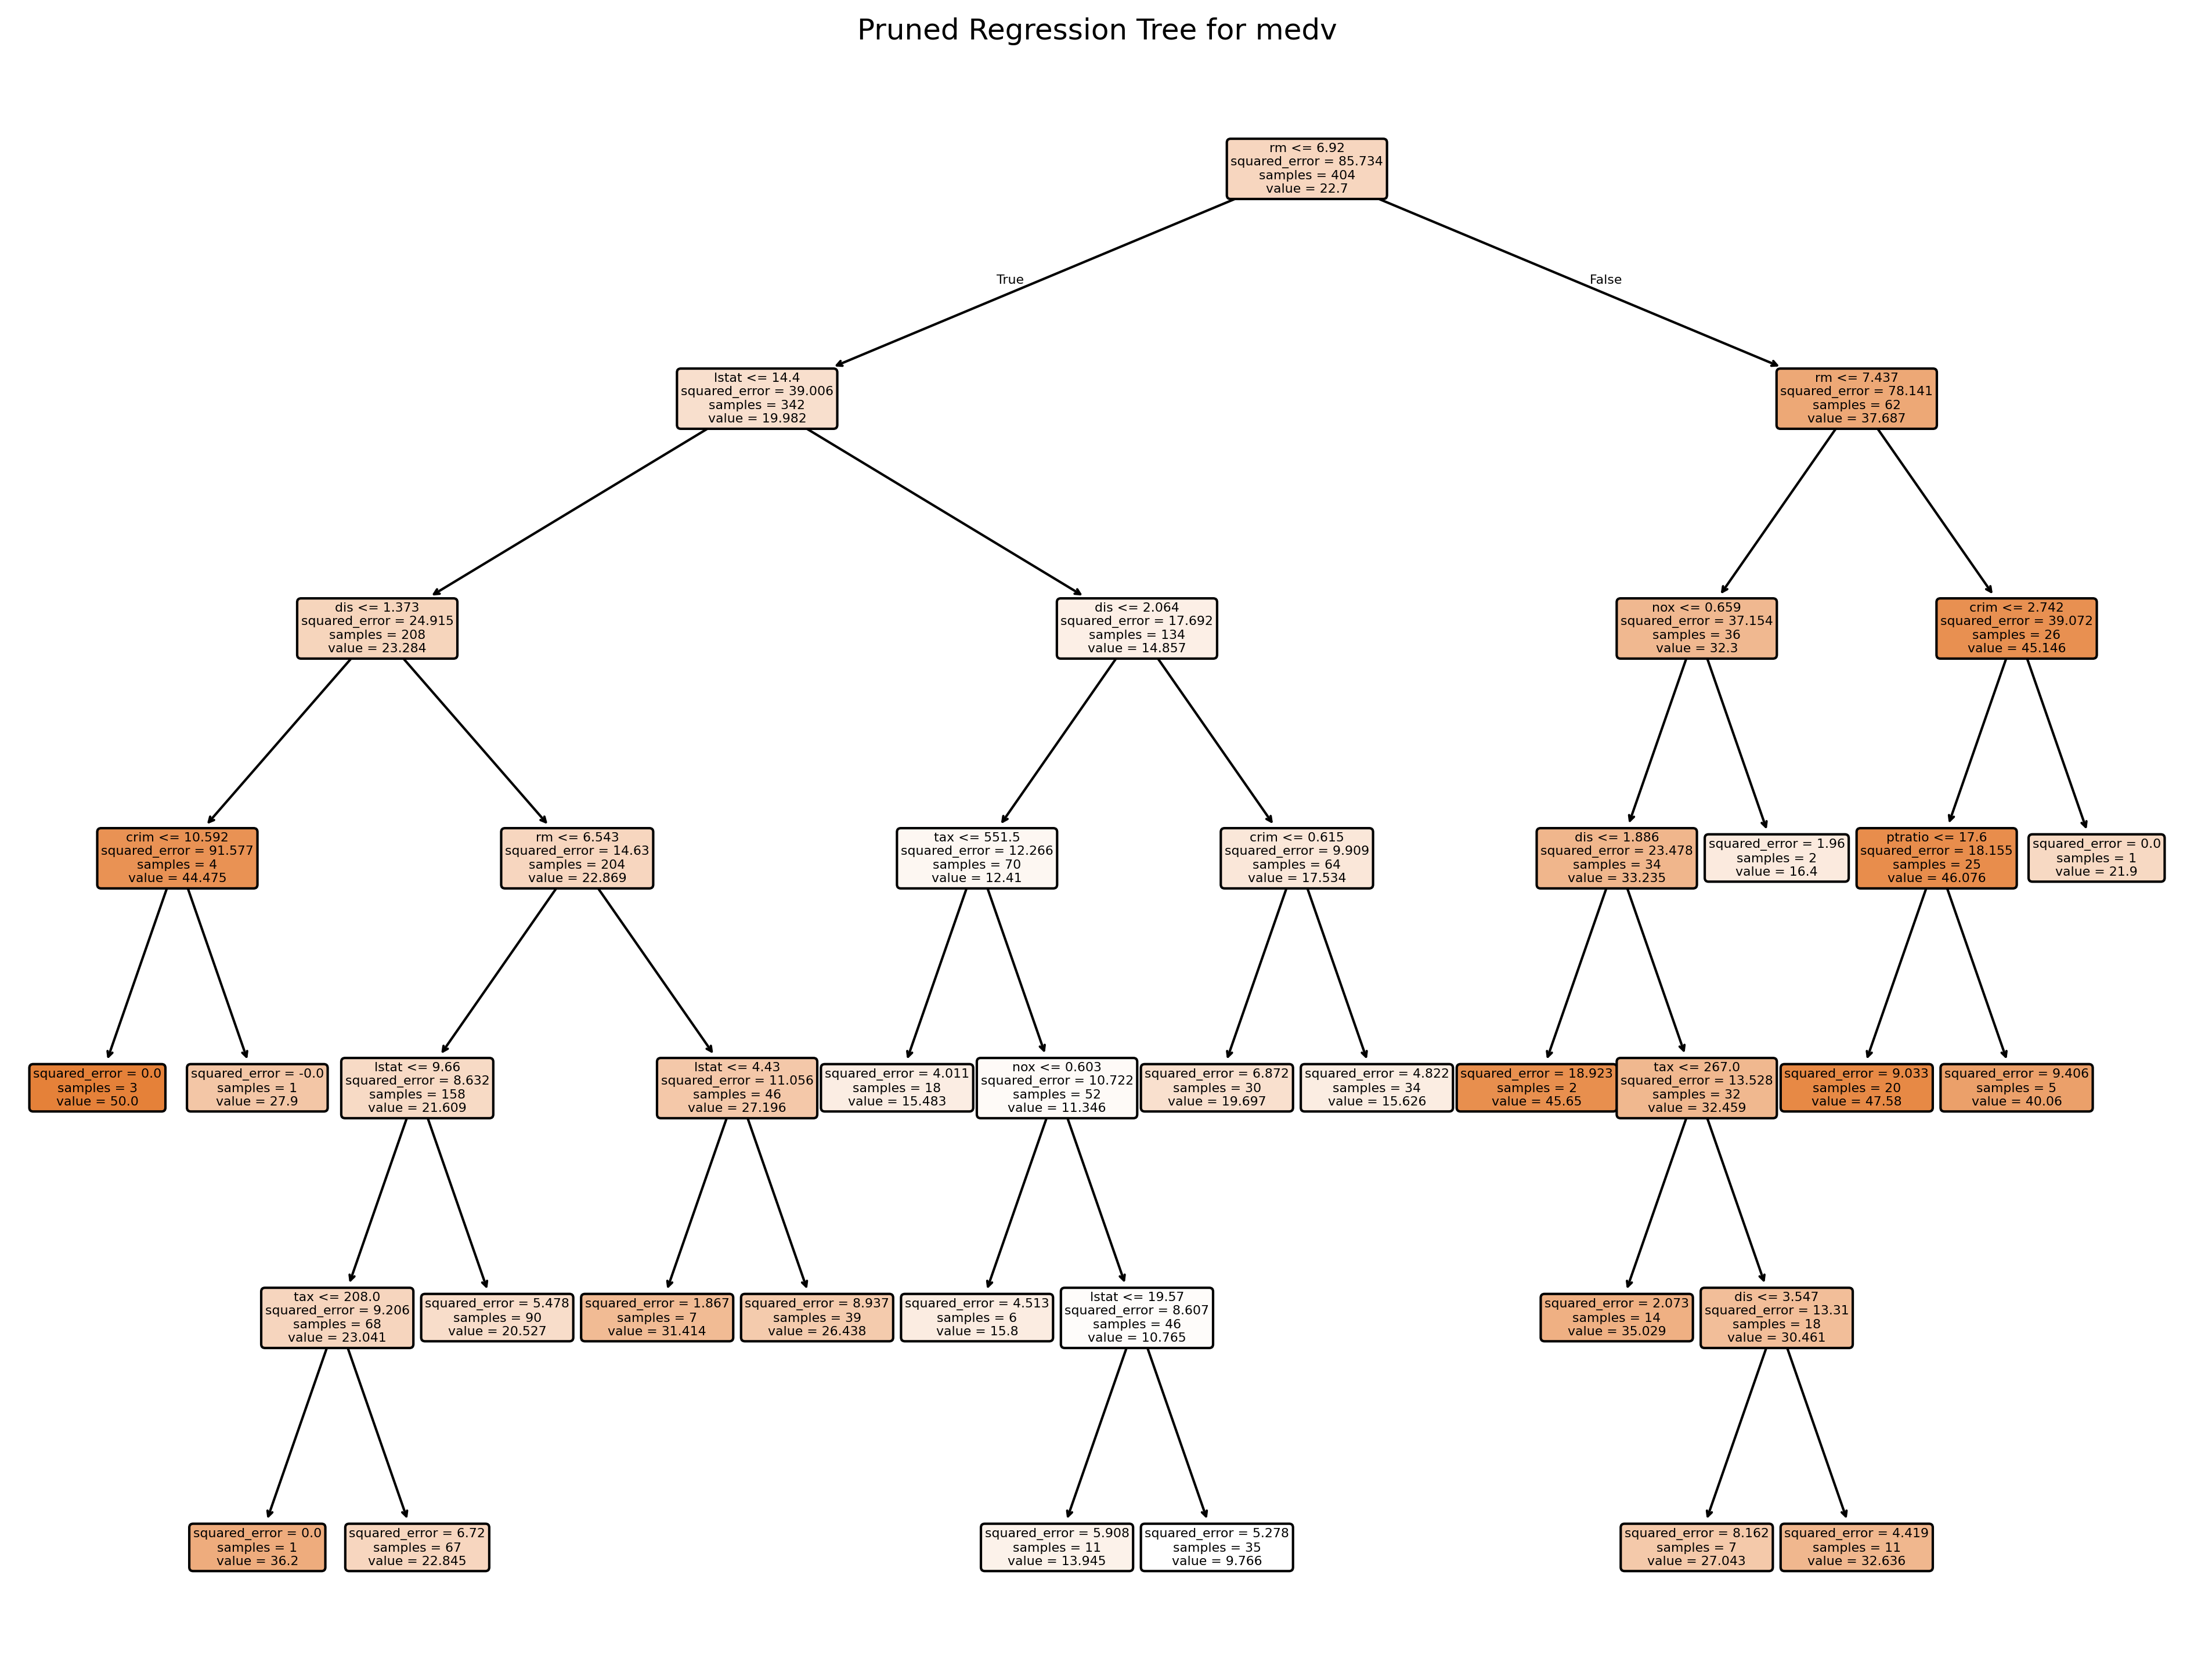 Pruned Regression Tree for medv
rm <= 6.92
squared_error = 85.734
samples = 404
value = 22.7
True
False
lstat <= 14.4
squared_error = 39.006
samples = 342
value = 19.982
rm <= 7.437
squared_error = 78.141
samples = 62
value = 37.687
dis <= 1.373
squared_error = 24.915
samples = 208
value = 23.284
dis <= 2.064
squared_error = 17.692
samples = 134
value = 14.857
nox <= 0.659
squared_error = 37.154
samples = 36
value = 32.3
crim <= 2.742
squared_error = 39.072
samples = 26
value = 45.146
crim <= 10.592
squared_error = 91.577
samples = 4
value = 44.475
rm <= 6.543
squared_error = 14.63
samples = 204
value = 22.869
tax <= 551.5
squared_error = 12.266
samples = 70
value = 12.41
crim <= 0.615
squared_error = 9.909
samples = 64
value = 17.534
dis <= 1.886
squared_error = 23.478
samples = 34
value = 33.235
squared_error = 1.96
samples = 2
value = 16.4
ptratio <= 17.6
squared_error = 18.155
samples = 25
value = 46.076
squared_error = 0.0
samples = 1
value = 21.9
squared_error = 0.0
samples = 3
value = 50.0
squared_error = -0.0
samples = 1
value = 27.9
lstat <= 9.66
squared_error = 8.632
samples = 158
value = 21.609
lstat <= 4.43
squared_error = 11.056
samples = 46
value = 27.196
squared_error = 4.011
samples = 18
value = 15.483
nox <= 0.603
squared_error = 10.722
samples = 52
value = 11.346
squared_error = 6.872
samples = 30
value = 19.697
squared_error = 4.822
samples = 34
value = 15.626
squared_error = 18.923
samples = 2
value = 45.65
tax <= 267.0
squared_error = 13.528
samples = 32
value = 32.459
squared_error = 9.033
samples = 20
value = 47.58
squared_error = 9.406
samples = 5
value = 40.06
tax <= 208.0
squared_error = 9.206
samples = 68
value = 23.041
squared_error = 5.478
samples = 90
value = 20.527
squared_error = 1.867
samples = 7
value = 31.414
squared_error = 8.937
samples = 39
value = 26.438
squared_error = 4.513
samples = 6
value = 15.8
lstat <= 19.57
squared_error = 8.607
samples = 46
value = 10.765
squared_error = 2.073
samples = 14
value = 35.029
dis <= 3.547
squared_error = 13.31
samples = 18
value = 30.461
squared_error = 0.0
samples = 1
value = 36.2
squared_error = 6.72
samples = 67
value = 22.845
squared_error = 5.908
samples = 11
value = 13.945
squared_error = 5.278
samples = 35
value = 9.766
squared_error = 8.162
samples = 7
value = 27.043
squared_error = 4.419
samples = 11
value = 32.636